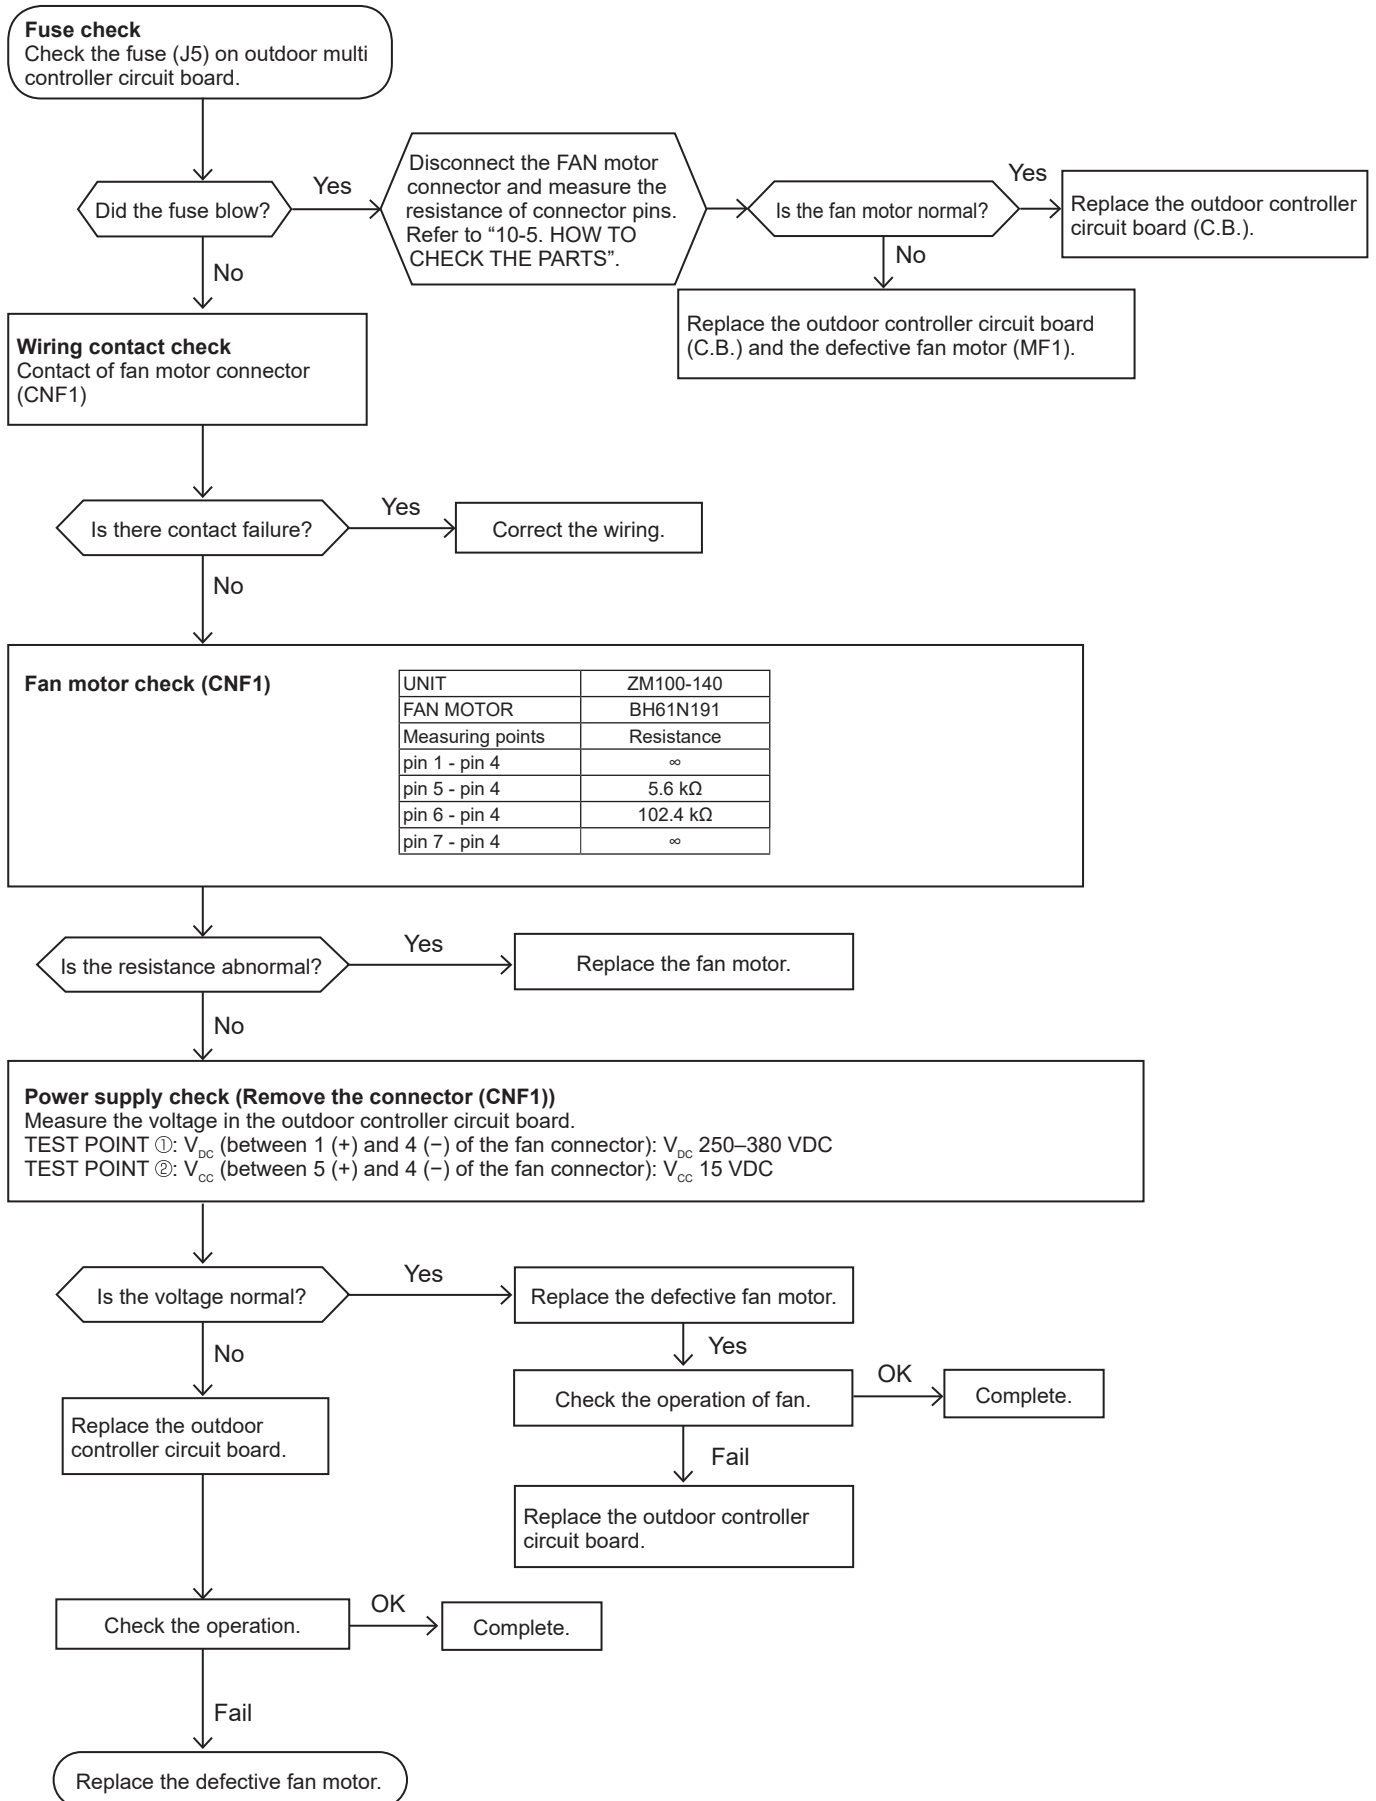 Fuse check
Check the fuse (J5) on outdoor multi
controller circuit board.
Did the fuse blow?
Yes
Disconnect the FAN motor
connector and measure the
resistance of connector pins.
Refer to “10-5. HOW TO
CHECK THE PARTS”.
Is the fan motor normal?
Yes
Replace the outdoor controller
circuit board (C.B.).
No
Replace the outdoor controller circuit board
(C.B.) and the defective fan motor (MF1).
No
Wiring contact check
Contact of fan motor connector
(CNF1)
Is there contact failure?
Yes
Correct the wiring.
No
Fan motor check (CNF1)
UNIT ZM100-140
FAN MOTOR BH61N191
Measuring points Resistance
pin 1 - pin 4 ∞
pin 5 - pin 4 5.6 kΩ
pin 6 - pin 4 102.4 kΩ
pin 7 - pin 4 ∞
Is the resistance abnormal?
Yes
Replace the fan motor.
No
Power supply check (Remove the connector (CNF1))
Measure the voltage in the outdoor controller circuit board.
TEST POINT ①: VDC (between 1 (+) and 4 (−) of the fan connector): VDC 250–380 VDC
TEST POINT ②: VCC (between 5 (+) and 4 (−) of the fan connector): VCC 15 VDC
Is the voltage normal?
Yes
Replace the defective fan motor.
Yes
Check the operation of fan.
OK
Complete.
Fail
Replace the outdoor controller
circuit board.
No
Replace the outdoor
controller circuit board.
Check the operation.
OK
Complete.
Fail
Replace the defective fan motor.